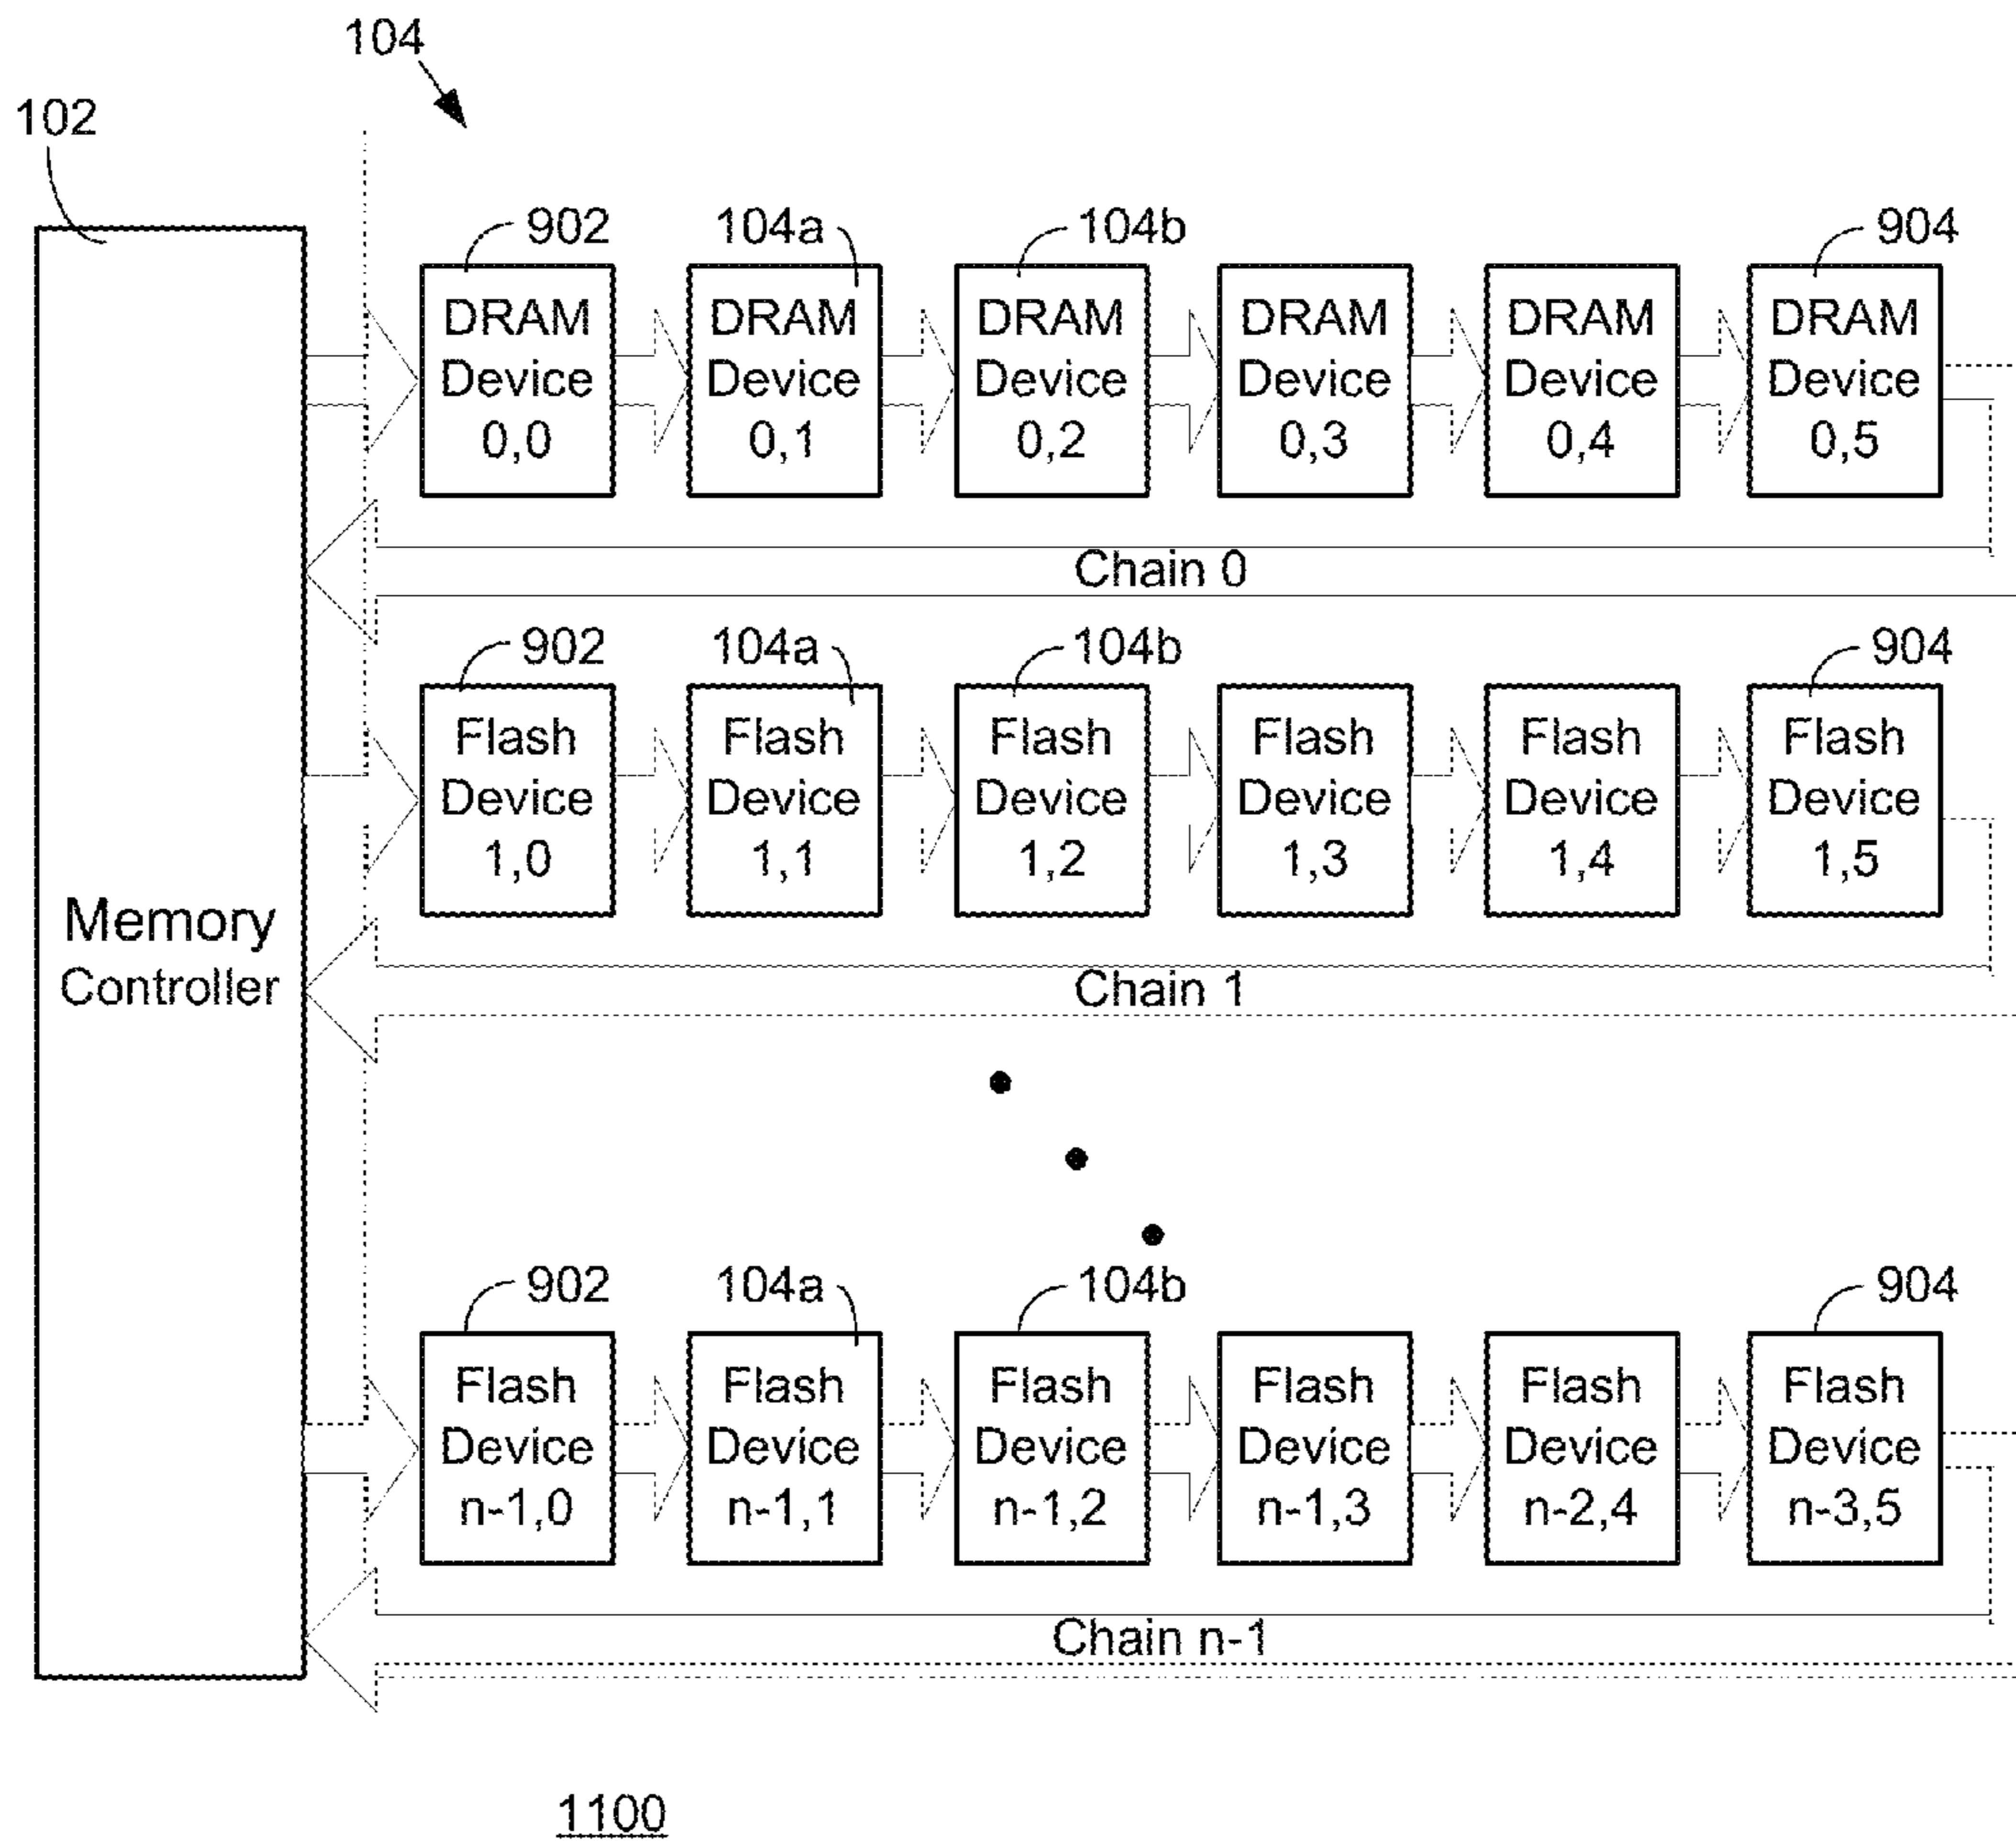 104
102
902
104a
104b
904
DRAM Device 0,0
DRAM Device 0,1
DRAM Device 0,2
DRAM Device 0,3
DRAM Device 0,4
DRAM Device 0,5
Chain 0
902
104a
104b
904
Flash Device 1,0
Flash Device 1,1
Flash Device 1,2
Flash Device 1,3
Flash Device 1,4
Flash Device 1,5
Memory
Controller
Chain 1
902
104a
104b
904
Flash Device n-1,0
Flash Device n-1,1
Flash Device n-1,2
Flash Device n-1,3
Flash Device n-2,4
Flash Device n-3,5
Chain n-1
1100